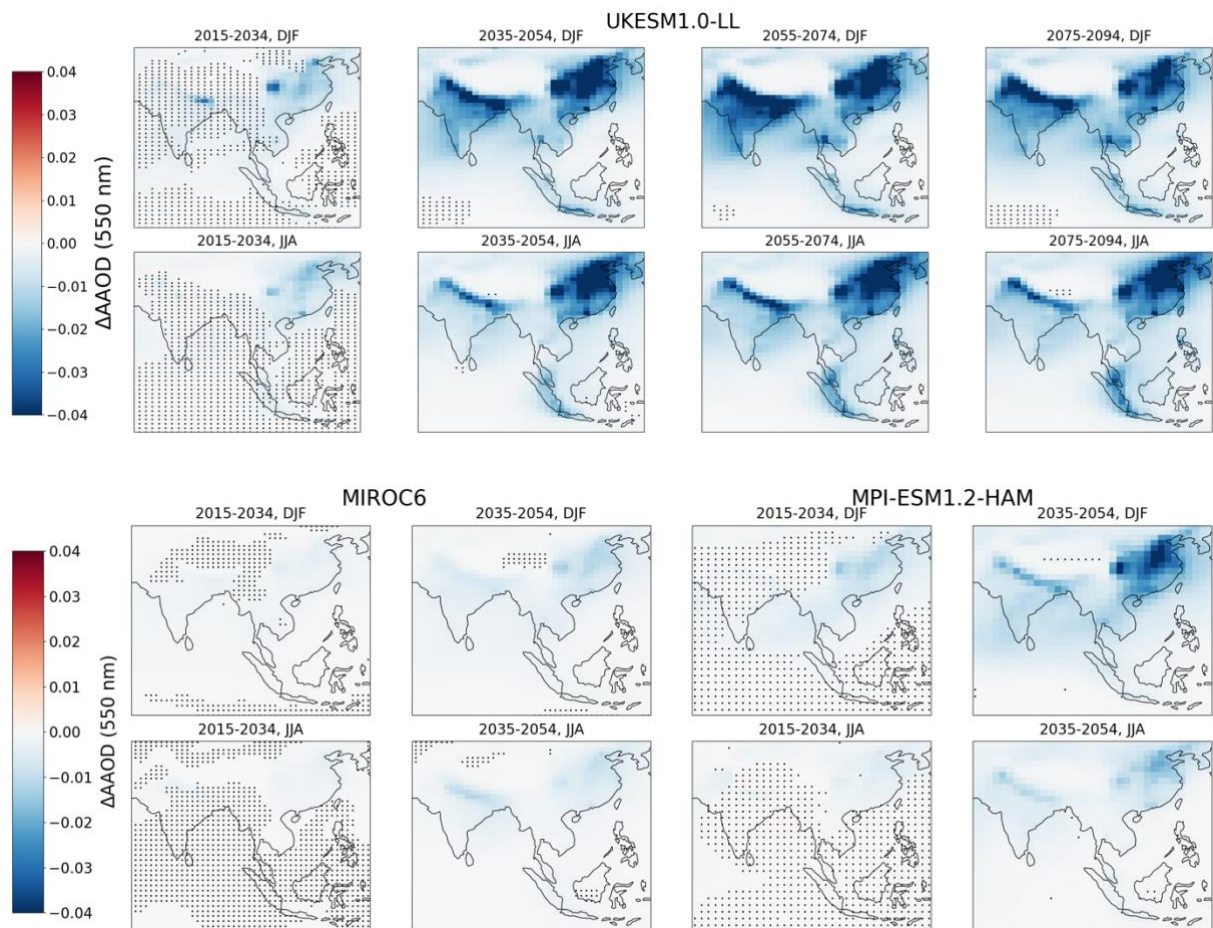 UKESM1.0-LL
2015-2034, DJF
2035-2054, DJF
2055-2074, DJF
2075-2094, DJF
0.04
0.03
0.02
0.01
0.00
−0.01
−0.02
−0.03
−0.04
ΔAAOD (550 nm)
2015-2034, JJA
2035-2054, JJA
2055-2074, JJA
2075-2094, JJA
MIROC6
MPI-ESM1.2-HAM
2015-2034, DJF
2035-2054, DJF
2015-2034, DJF
2035-2054, DJF
0.04
0.03
0.02
0.01
0.00
−0.01
−0.02
−0.03
−0.04
ΔAAOD (550 nm)
2015-2034, JJA
2035-2054, JJA
2015-2034, JJA
2035-2054, JJA